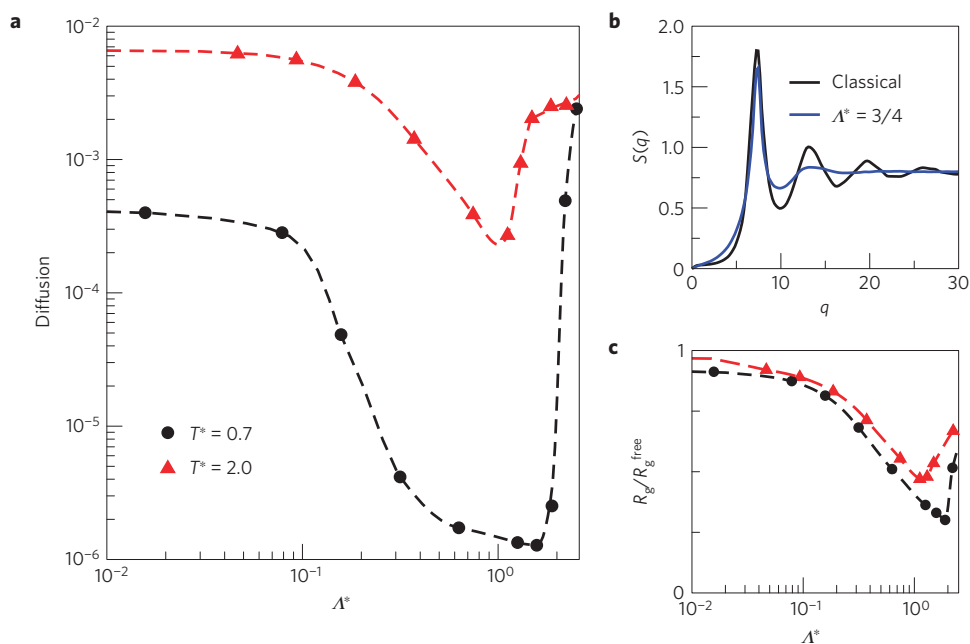 a
10⁻²
10⁻³
10⁻⁴
10⁻⁵
10⁻⁶
Diffusion
T* = 0.7
T* = 2.0
10⁻²
10⁻¹
10⁰
Λ*
b
2.0
1.5
1.0
0.5
0
S(q)
Classical
Λ* = 3/4
0
10
20
30
q
c
1
0
R_g/R_g^free
10⁻²
10⁻¹
10⁰
Λ*